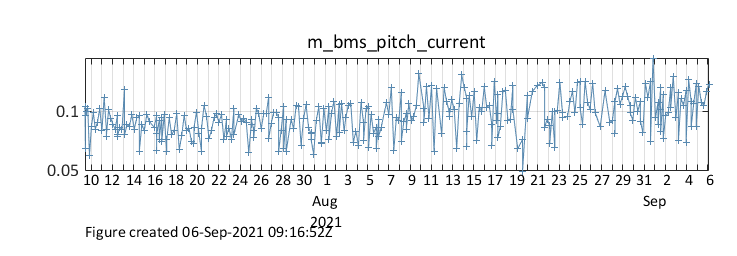 m_bms_pitch_current
0.1
0.05
10 12 14 16 18 20 22 24 26 28 30 1 3 5 7 9 11 13 15 17 19 21 23 25 27 29 31 2 4 6
Aug Sep
2021
Figure created 06-Sep-2021 09:16:52Z